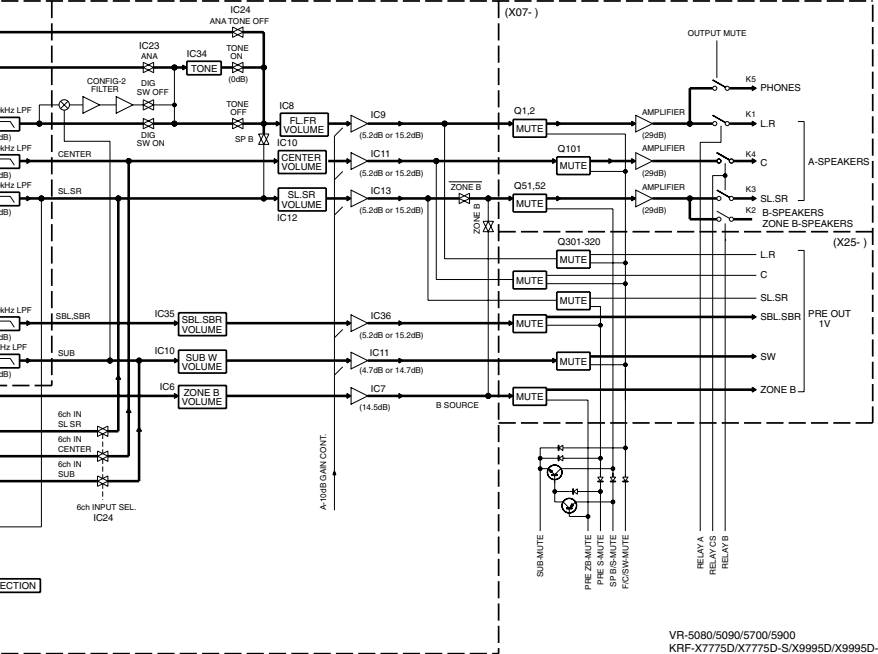 IC24
ANA TONE OFF
(X07- )
OUTPUT MUTE
IC23
ANA
IC34
TONE
TONE
ON
(0dB)
K5
PHONES
CONFIG-2
FILTER
DIG
SW OFF
TONE
OFF
DIG
SW ON
SP B
kHz LPF
dB)
IC8
FL.FR
VOLUME
IC9
(5.2dB or 15.2dB)
Q1,2
MUTE
AMPLIFIER
(29dB)
K1
L.R
kHz LPF
dB)
CENTER
IC10
CENTER
VOLUME
IC11
(5.2dB or 15.2dB)
Q101
MUTE
AMPLIFIER
(29dB)
K4
C
A-SPEAKERS
kHz LPF
dB)
SL.SR
SL.SR
VOLUME
IC12
IC13
(5.2dB or 15.2dB)
ZONE B
ZONE B
Q51,52
MUTE
AMPLIFIER
(29dB)
K3
SL.SR
K2
B-SPEAKERS
ZONE B-SPEAKERS
(X25- )
Q301-320
MUTE
L.R
MUTE
C
MUTE
SL.SR
kHz LPF
dB)
SBL,SBR
IC35
SBL.SBR
VOLUME
IC36
(5.2dB or 15.2dB)
MUTE
SBL.SBR
PRE OUT
1V
Hz LPF
dB)
SUB
IC10
SUB W
VOLUME
IC11
(4.7dB or 14.7dB)
MUTE
SW
IC6
ZONE B
VOLUME
IC7
(14.5dB)
B SOURCE
MUTE
ZONE B
6ch IN
SL SR
6ch IN
CENTER
6ch IN
SUB
6ch INPUT SEL.
IC24
A-10dB GAIN CONT.
SUB-MUTE
PRE ZB-MUTE
PRE S-MUTE
SP B/S-MUTE
F/C/SW-MUTE
RELAY A
RELAY CS
RELAY B
ECTION
VR-5080/5090/5700/5900
KRF-X7775D/X7775D-S/X9995D/X9995D-